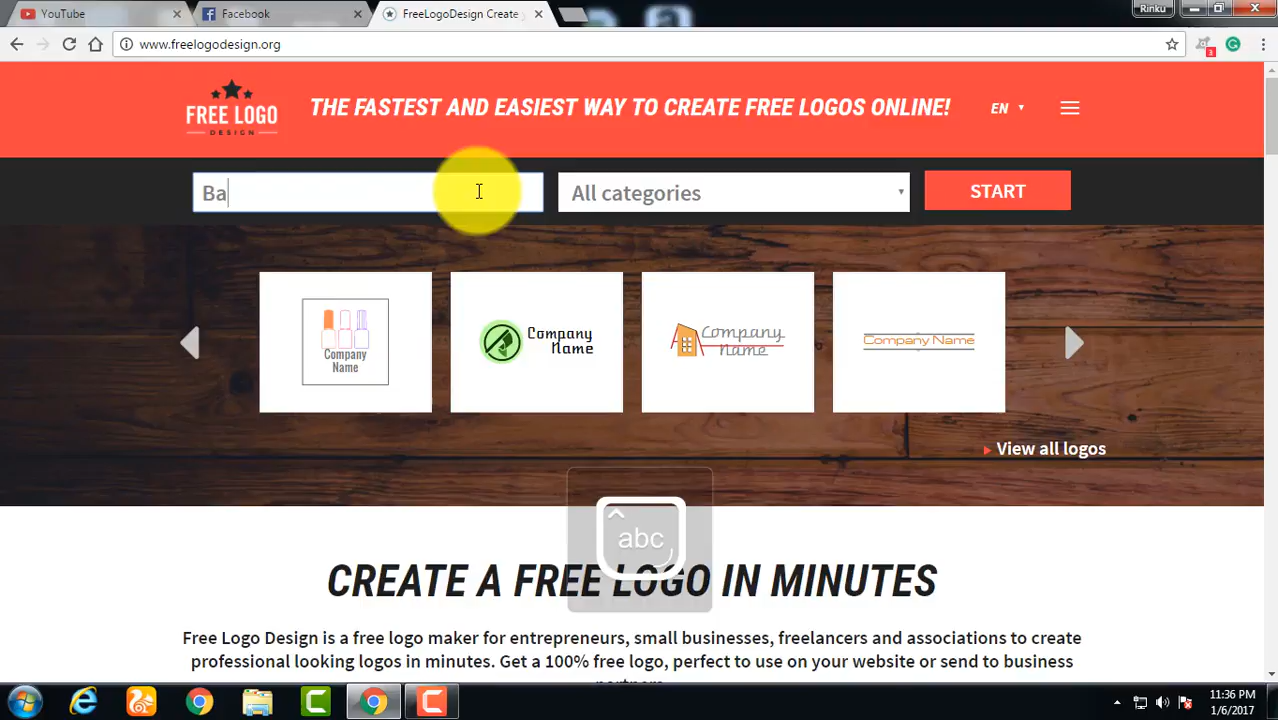 YouTube
Facebook
FreeLogoDesign Create
Rinku
www.freelogodesign.org
3
FREE LOGO
DESIGN
THE FASTEST AND EASIEST WAY TO CREATE FREE LOGOS ONLINE!
EN
Ba
All categories
START
Company
Name
Company
Name
Company
Name
Company Name
View all logos
abc
CREATE A FREE LOGO IN MINUTES
Free Logo Design is a free logo maker for entrepreneurs, small businesses, freelancers and associations to create
professional looking logos in minutes. Get a 100% free logo, perfect to use on your website or send to business
11:36 PM
1/6/2017